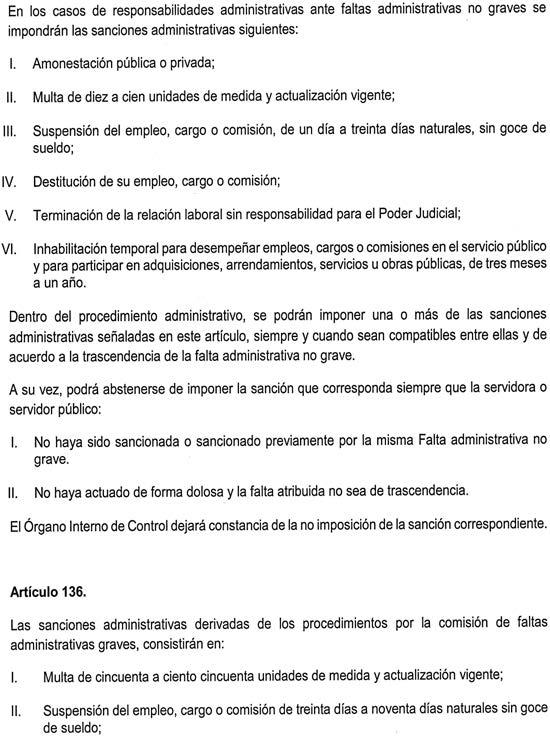 En los casos de responsabilidades administrativas ante faltas administrativas no graves se
impondrán las sanciones administrativas siguientes:
I. Amonestación pública o privada;
II. Multa de diez a cien unidades de medida y actualización vigente;
III. Suspensión del empleo, cargo o comisión, de un día a treinta días naturales, sin goce de
sueldo;
IV. Destitución de su empleo, cargo o comisión;
V. Terminación de la relación laboral sin responsabilidad para el Poder Judicial;
VI. Inhabilitación temporal para desempeñar empleos, cargos o comisiones en el servicio público
y para participar en adquisiciones, arrendamientos, servicios u obras públicas, de tres meses
a un año.
Dentro del procedimiento administrativo, se podrán imponer una o más de las sanciones
administrativas señaladas en este artículo, siempre y cuando sean compatibles entre ellas y de
acuerdo a la trascendencia de la falta administrativa no grave.
A su vez, podrá abstenerse de imponer la sanción que corresponda siempre que la servidora o
servidor público:
I. No haya sido sancionada o sancionado previamente por la misma Falta administrativa no
grave.
II. No haya actuado de forma dolosa y la falta atribuida no sea de trascendencia.
El Órgano Interno de Control dejará constancia de la no imposición de la sanción correspondiente.
Artículo 136.
Las sanciones administrativas derivadas de los procedimientos por la comisión de faltas
administrativas graves, consistirán en:
I. Multa de cincuenta a ciento cincuenta unidades de medida y actualización vigente;
II. Suspensión del empleo, cargo o comisión de treinta días a noventa días naturales sin goce
de sueldo;